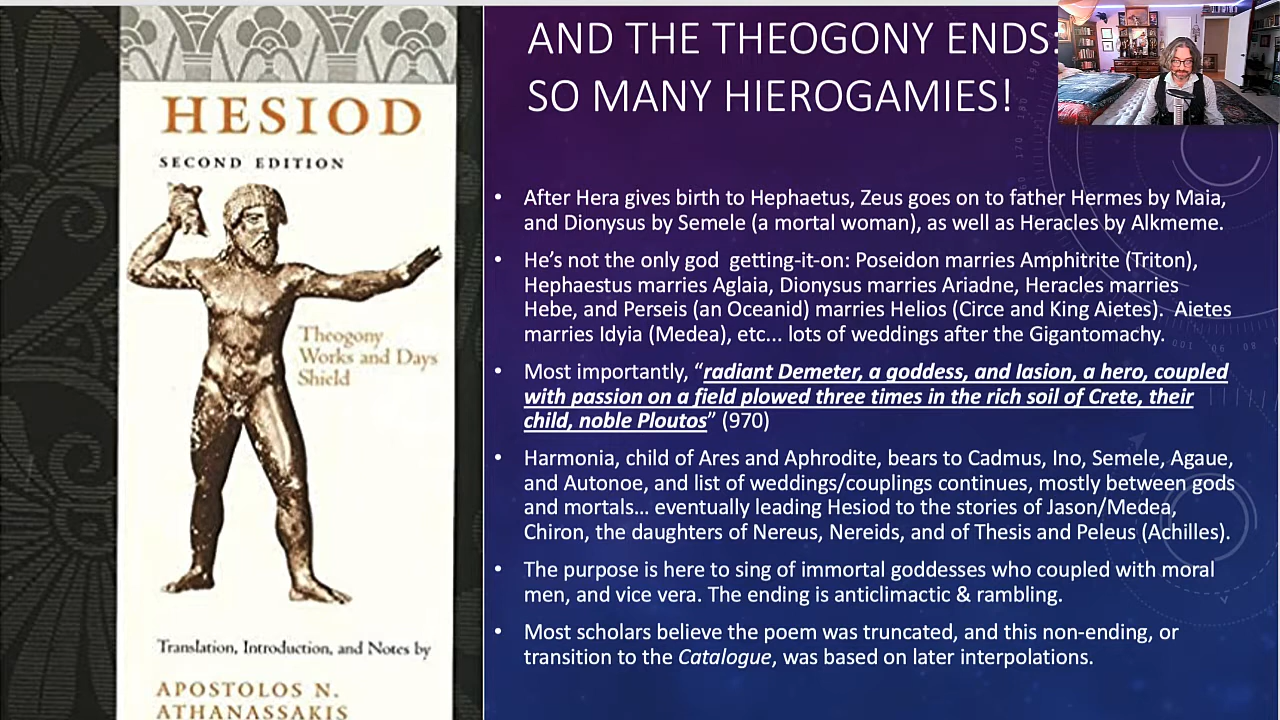 HESIOD
SECOND EDITION
Theogony
Works and Days
Shield
Translation, Introduction, and Notes by
APOSTOLOS N.
ATHANASSAKIS
AND THE THEOGONY ENDS:
SO MANY HIEROGAMIES!
• After Hera gives birth to Hephaetus, Zeus goes on to father Hermes by Maia,
and Dionysus by Semele (a mortal woman), as well as Heracles by Alkmeme.
• He's not the only god getting-it-on: Poseidon marries Amphitrite (Triton),
Hephaestus marries Aglaia, Dionysus marries Ariadne, Heracles marries
Hebe, and Perseis (an Oceanid) marries Helios (Circe and King Aietes). Aietes
marries Idyia (Medea), etc... lots of weddings after the Gigantomachy.
• Most importantly, “radiant Demeter, a goddess, and Iasion, a hero, coupled
with passion on a field plowed three times in the rich soil of Crete, their
child, noble Ploutos” (970)
• Harmonia, child of Ares and Aphrodite, bears to Cadmus, Ino, Semele, Agaue,
and Autonoe, and list of weddings/couplings continues, mostly between gods
and mortals… eventually leading Hesiod to the stories of Jason/Medea,
Chiron, the daughters of Nereus, Nereids, and of Thesis and Peleus (Achilles).
• The purpose is here to sing of immortal goddesses who coupled with moral
men, and vice vera. The ending is anticlimactic & rambling.
• Most scholars believe the poem was truncated, and this non-ending, or
transition to the Catalogue, was based on later interpolations.